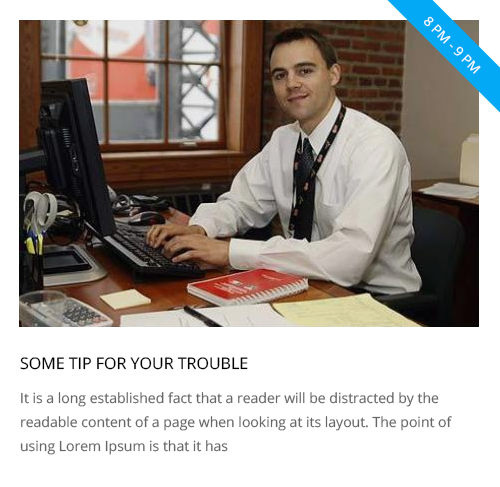 8 PM - 9 PM
SOME TIP FOR YOUR TROUBLE
It is a long established fact that a reader will be distracted by the
readable content of a page when looking at its layout. The point of
using Lorem Ipsum is that it has